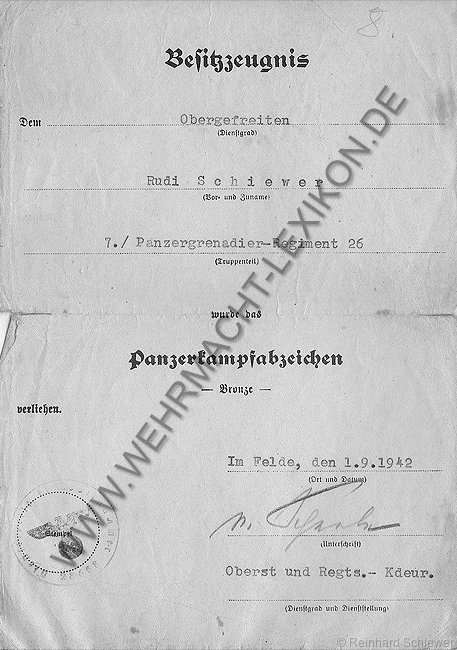 8.
Besitzzeugnis
Dem Obergefreiten
(Dienstgrad)
Rudi Schiewer
(Vor- und Zuname)
7./ Panzergrenadier-Regiment 26
(Truppenteil)
wurde das
Panzerkampfabzeichen
— Bronze —
verliehen.
Im Felde, den 1.9.1942
(Ort und Datum)
(Unterschrift)
Stempel
Oberst und Regts.- Kdeur.
(Dienstgrad und Dienststellung)
WWW.WEHRMACHT-LEXIKON.DE
© Reinhard Schiewer